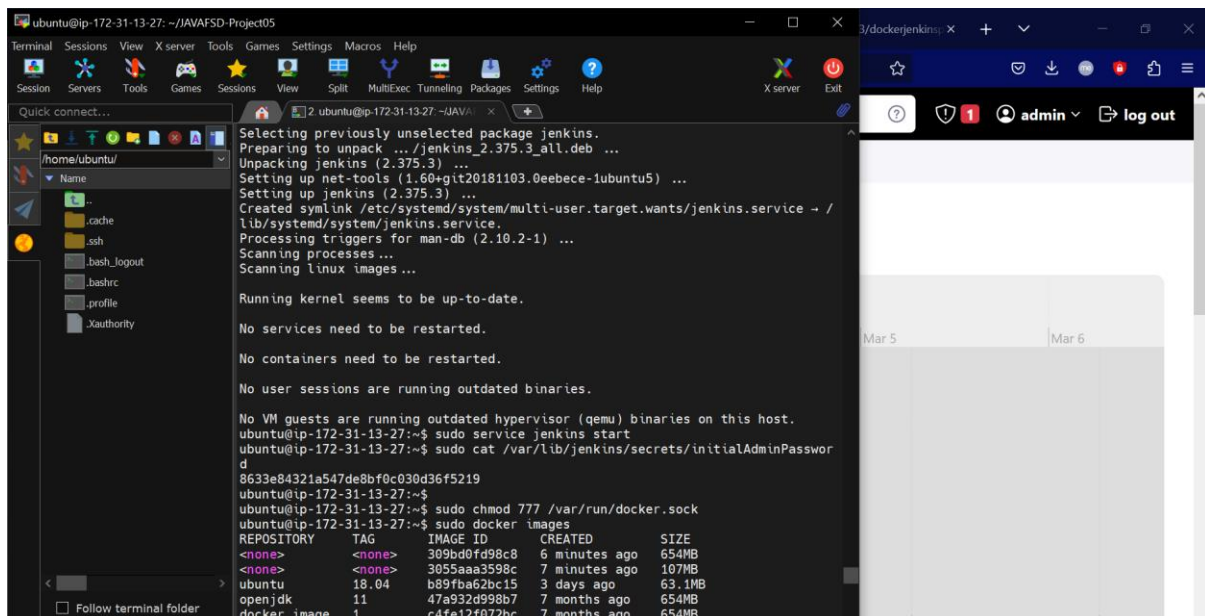 ubuntu@ip-172-31-13-27: ~/JAVAFSD-Project05
Terminal Sessions View X server Tools Games Settings Macros Help
Session Servers Tools Games Sessions View Split MultiExec Tunneling Packages Settings Help X server Exit
Quick connect...
2. ubuntu@ip-172-31-13-27: ~/JAVAF
/home/ubuntu/
Name
..
.cache
.ssh
.bash_logout
.bashrc
.profile
.Xauthority
Follow terminal folder
Selecting previously unselected package jenkins.
Preparing to unpack .../jenkins_2.375.3_all.deb ...
Unpacking jenkins (2.375.3) ...
Setting up net-tools (1.60+git20181103.0eebece-1ubuntu5) ...
Setting up jenkins (2.375.3) ...
Created symlink /etc/systemd/system/multi-user.target.wants/jenkins.service → /
lib/systemd/system/jenkins.service.
Processing triggers for man-db (2.10.2-1) ...
Scanning processes...
Scanning linux images...
Running kernel seems to be up-to-date.
No services need to be restarted.
No containers need to be restarted.
No user sessions are running outdated binaries.
No VM guests are running outdated hypervisor (qemu) binaries on this host.
ubuntu@ip-172-31-13-27:~$ sudo service jenkins start
ubuntu@ip-172-31-13-27:~$ sudo cat /var/lib/jenkins/secrets/initialAdminPasswor
d
8633e84321a547de8bf0c030d36f5219
ubuntu@ip-172-31-13-27:~$
ubuntu@ip-172-31-13-27:~$ sudo chmod 777 /var/run/docker.sock
ubuntu@ip-172-31-13-27:~$ sudo docker images
REPOSITORY TAG IMAGE ID CREATED SIZE
<none> <none> 309bd0fd98c8 6 minutes ago 654MB
<none> <none> 3055aaa3598c 7 minutes ago 107MB
ubuntu 18.04 b89fba62bc15 3 days ago 63.1MB
openjdk 11 47a932d998b7 7 months ago 654MB
docker_image 1 c4fe12f072bc 7 months ago 654MB
3/dockerjenkinsp
1 admin log out
Mar 5 Mar 6